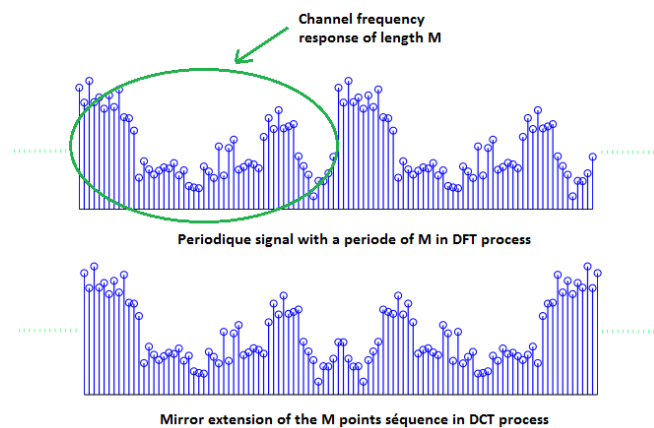 Channel frequency
response of length M
Periodique signal with a periode of M in DFT process
Mirror extension of the M points séquence in DCT process